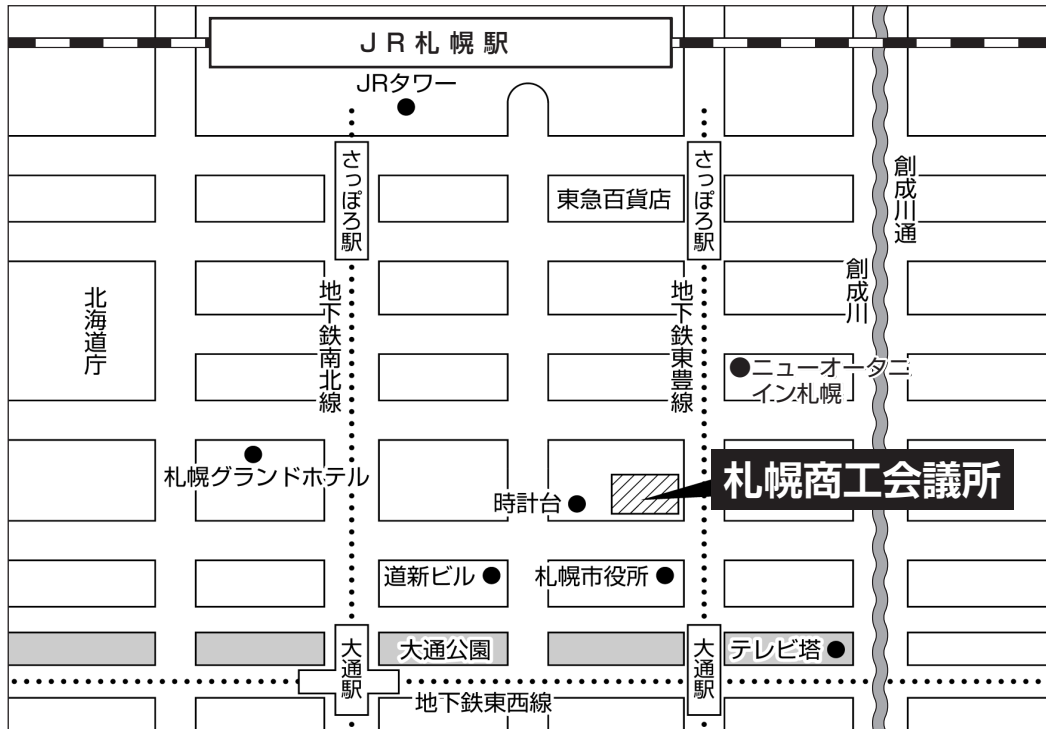 JR札幌駅
JRタワー
さっぽろ駅
東急百貨店
さっぽろ駅
創成川通
北海道庁
地下鉄南北線
地下鉄東豊線
創成川
ニューオータニ
イン札幌
札幌グランドホテル
時計台
札幌商工会議所
道新ビル
札幌市役所
大通駅
大通公園
大通駅
テレビ塔
地下鉄東西線